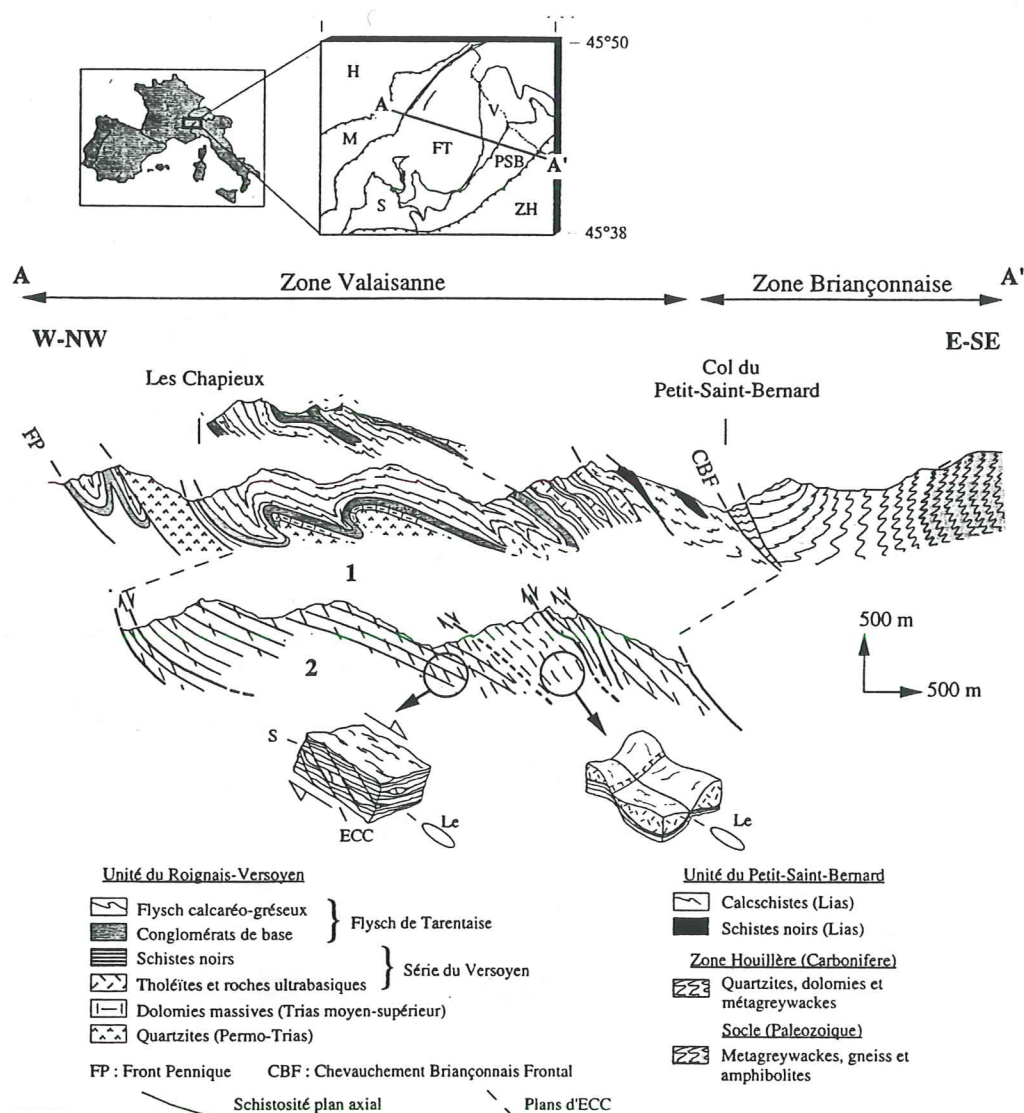 45°50
H
A
V
M
FT
PSB
A'
S
ZH
45°38
A
Zone Valaisanne
Zone Briançonnaise
A'
W-NW
E-SE
Les Chapieux
Col du
Petit-Saint-Bernard
FP
CBF
1
2
500 m
500 m
S
ECC
Le
Le
Unité du Roignais-Versoyen
Flysch calcaréo-gréseux
Conglomérats de base
Flysch de Tarentaise
Schistes noirs
Tholéïtes et roches ultrabasiques
Série du Versoyen
Dolomies massives (Trias moyen-supérieur)
Quartzites (Permo-Trias)
Unité du Petit-Saint-Bernard
Calcschistes (Lias)
Schistes noirs (Lias)
Zone Houillère (Carbonifere)
Quartzites, dolomies et
métagreywackes
Socle (Paleozoique)
Metagreywackes, gneiss et
amphibolites
FP : Front Pennique
CBF : Chevauchement Briançonnais Frontal
Schistosité plan axial
Plans d'ECC